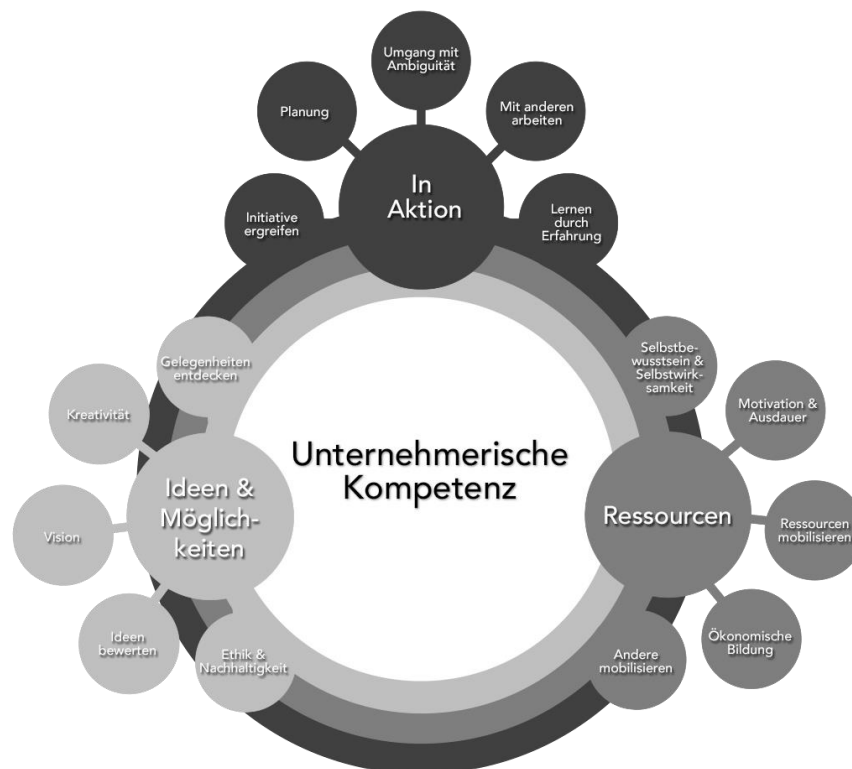 Umgang mit
Ambiguität
Planung
Mit anderen
arbeiten
In
Aktion
Initiative
ergreifen
Lernen
durch
Erfahrung
Gelegenheiten
entdecken
Kreativität
Ideen &
Möglich-
keiten
Vision
Ideen
bewerten
Ethik &
Nachhaltigkeit
Unternehmerische
Kompetenz
Selbstbe-
wusstsein &
Selbstwirk-
samkeit
Motivation &
Ausdauer
Ressourcen
Ressourcen
mobilisieren
Ökonomische
Bildung
Andere
mobilisieren